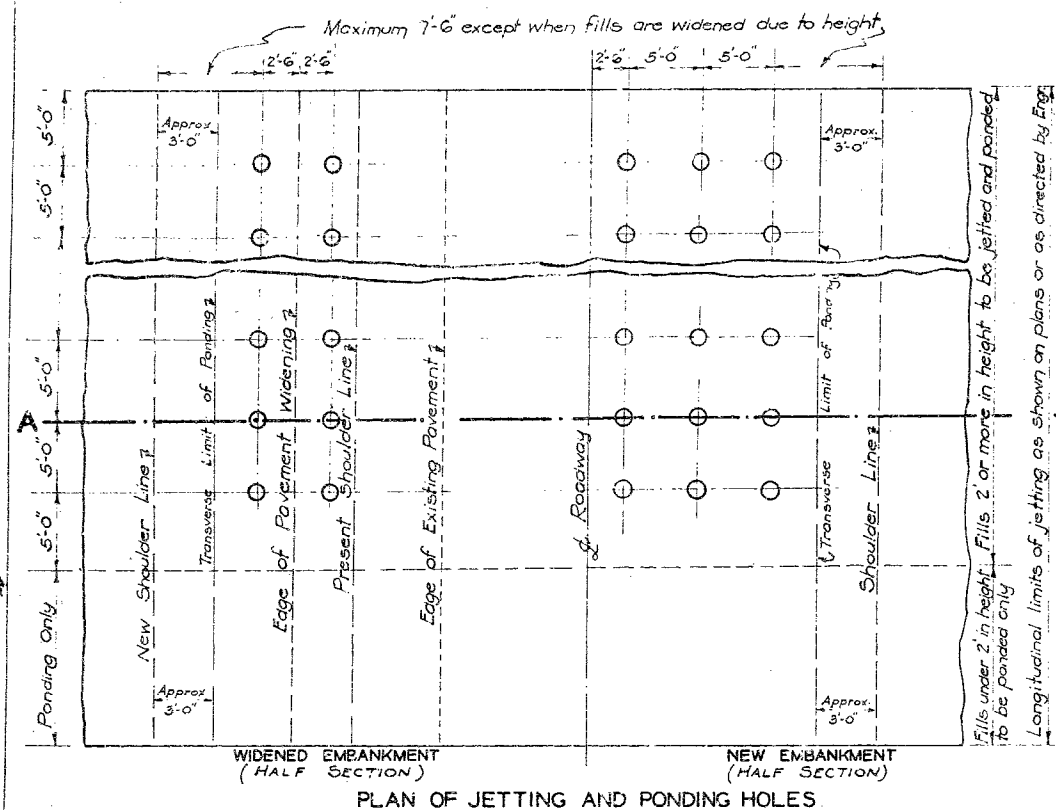 Maximum 7'-6" except when fills are widened due to height
2'-6" 2'-6"
2'-6" 5'-0" 5'-0"
Approx.
3'-0"
Approx.
3'-0"
5'-0"
5'-0"
5'-0"
5'-0"
5'-0"
Ponding Only
A
New Shoulder Line
Transverse Limit of Ponding
Edge of Pavement Widening
Present Shoulder Line
Edge of Existing Pavement
℄ Roadway
Transverse Limit of Ponding
Shoulder Line
Approx
3'-0"
Approx.
3'-0"
Fills under 2' in height
to be ponded only
Fills 2' or more in height to be jetted and ponded
Longitudinal limits of jetting as shown on plans or as directed by Engr.
WIDENED EMBANKMENT
(HALF SECTION)
NEW EMBANKMENT
(HALF SECTION)
PLAN OF JETTING AND PONDING HOLES